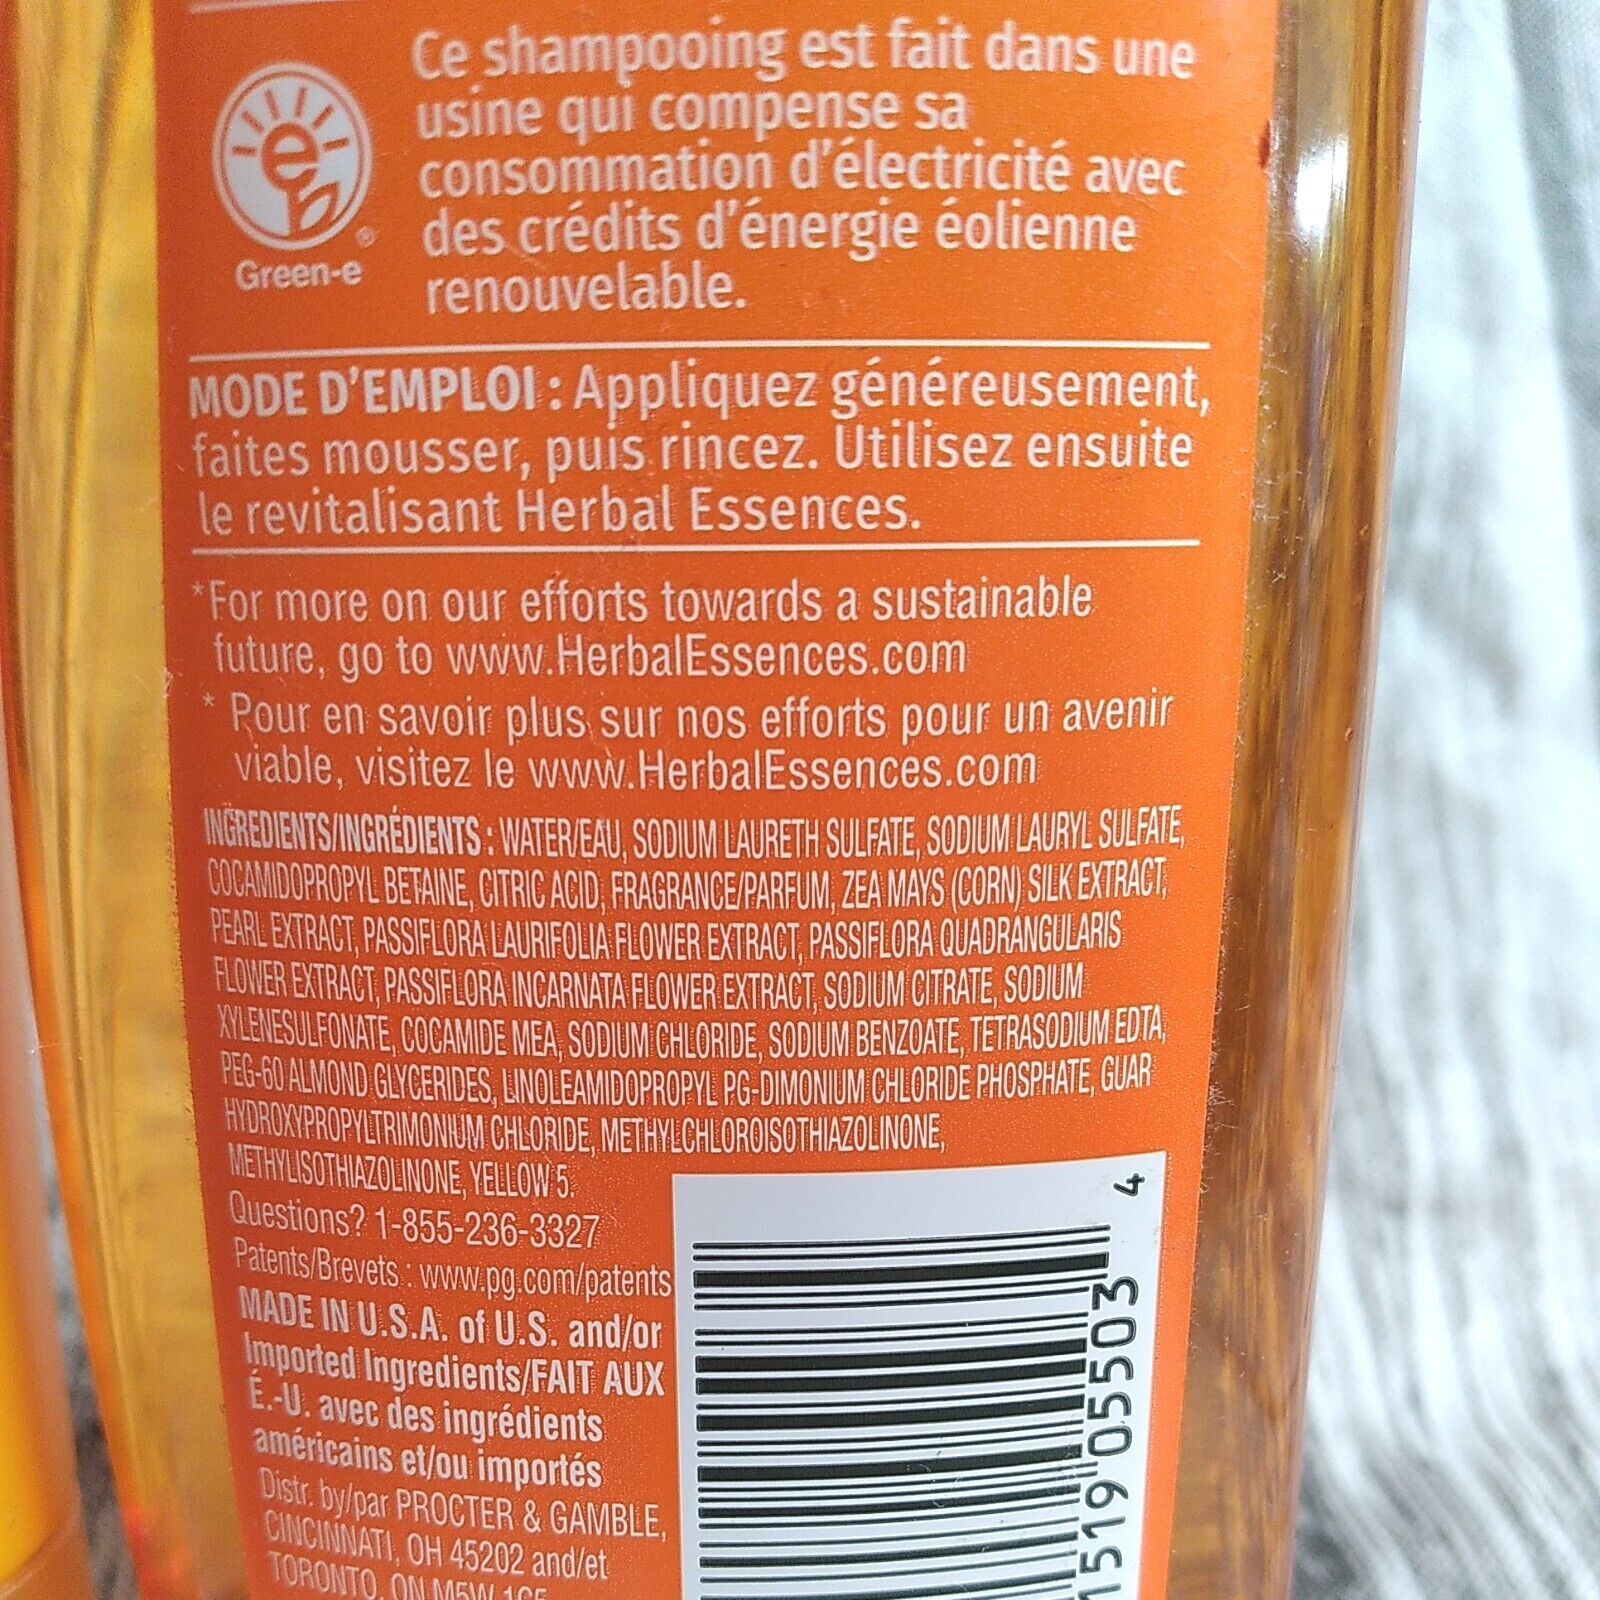 Ce shampooing est fait dans une
usine qui compense sa
consommation d'électricité avec
des crédits d'énergie éolienne
renouvelable.
e
®
Green-e
MODE D'EMPLOI : Appliquez généreusement,
faites mousser, puis rincez. Utilisez ensuite
le revitalisant Herbal Essences.
*For more on our efforts towards a sustainable
future, go to www.HerbalEssences.com
* Pour en savoir plus sur nos efforts pour un avenir
viable, visitez le www.HerbalEssences.com
INGREDIENTS/INGRÉDIENTS : WATER/EAU, SODIUM LAURETH SULFATE, SODIUM LAURYL SULFATE,
COCAMIDOPROPYL BETAINE, CITRIC ACID, FRAGRANCE/PARFUM, ZEA MAYS (CORN) SILK EXTRACT,
PEARL EXTRACT, PASSIFLORA LAURIFOLIA FLOWER EXTRACT, PASSIFLORA QUADRANGULARIS
FLOWER EXTRACT, PASSIFLORA INCARNATA FLOWER EXTRACT, SODIUM CITRATE, SODIUM
XYLENESULFONATE, COCAMIDE MEA, SODIUM CHLORIDE, SODIUM BENZOATE, TETRASODIUM EDTA,
PEG-60 ALMOND GLYCERIDES, LINOLEAMIDOPROPYL PG-DIMONIUM CHLORIDE PHOSPHATE, GUAR
HYDROXYPROPYLTRIMONIUM CHLORIDE, METHYLCHLOROISOTHIAZOLINONE,
METHYLISOTHIAZOLINONE, YELLOW 5.
Questions? 1-855-236-3327
Patents/Brevets : www.pg.com/patents
MADE IN U.S.A. of U.S. and/or
Imported Ingredients/FAIT AUX
É.-U. avec des ingrédients
américains et/ou importés
Distr. by/par PROCTER & GAMBLE,
CINCINNATI, OH 45202 and/et
TORONTO, ON M5W 1C5
1519 05503 4